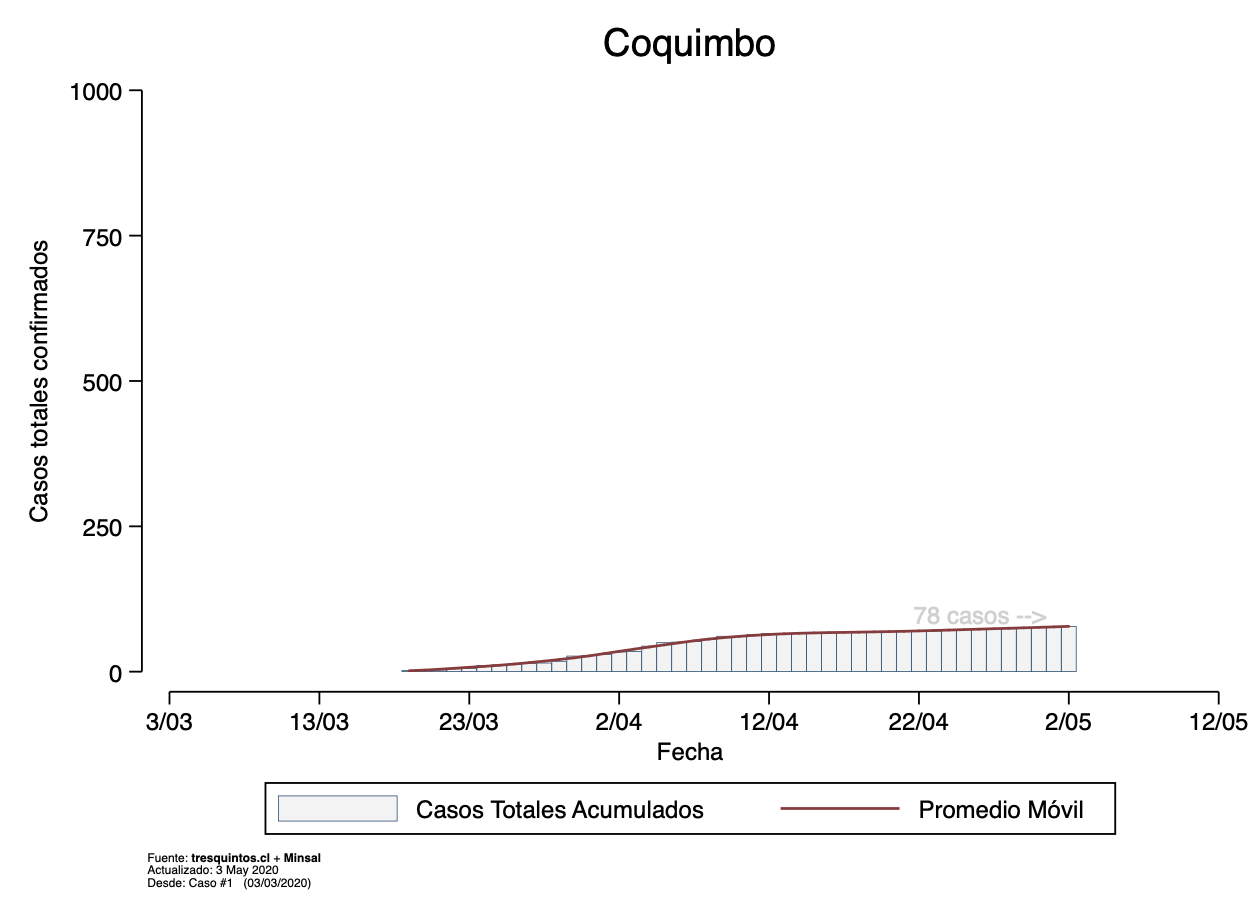 Coquimbo
Casos totales confirmados
1000
750
500
250
0
78 casos -->
3/03 13/03 23/03 2/04 12/04 22/04 2/05 12/05
Fecha
Casos Totales Acumulados Promedio Móvil
Fuente: tresquintos.cl + Minsal
Actualizado: 3 May 2020
Desde: Caso #1 (03/03/2020)